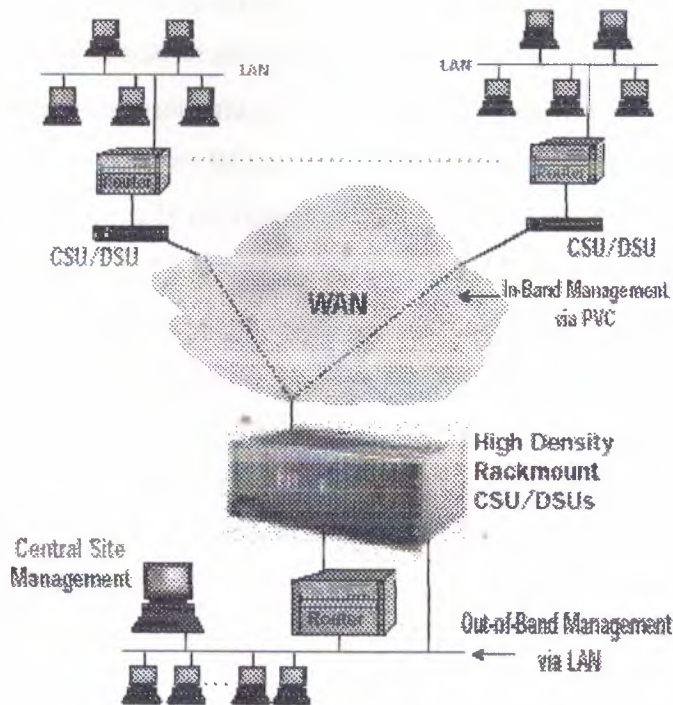 LAN
LAN
Router
Router
CSU/DSU
CSU/DSU
WAN
In-Band Management
via PVC
High Density
Rackmount
CSU/DSUs
Central Site
Management
Router
Out-of-Band Management
via LAN